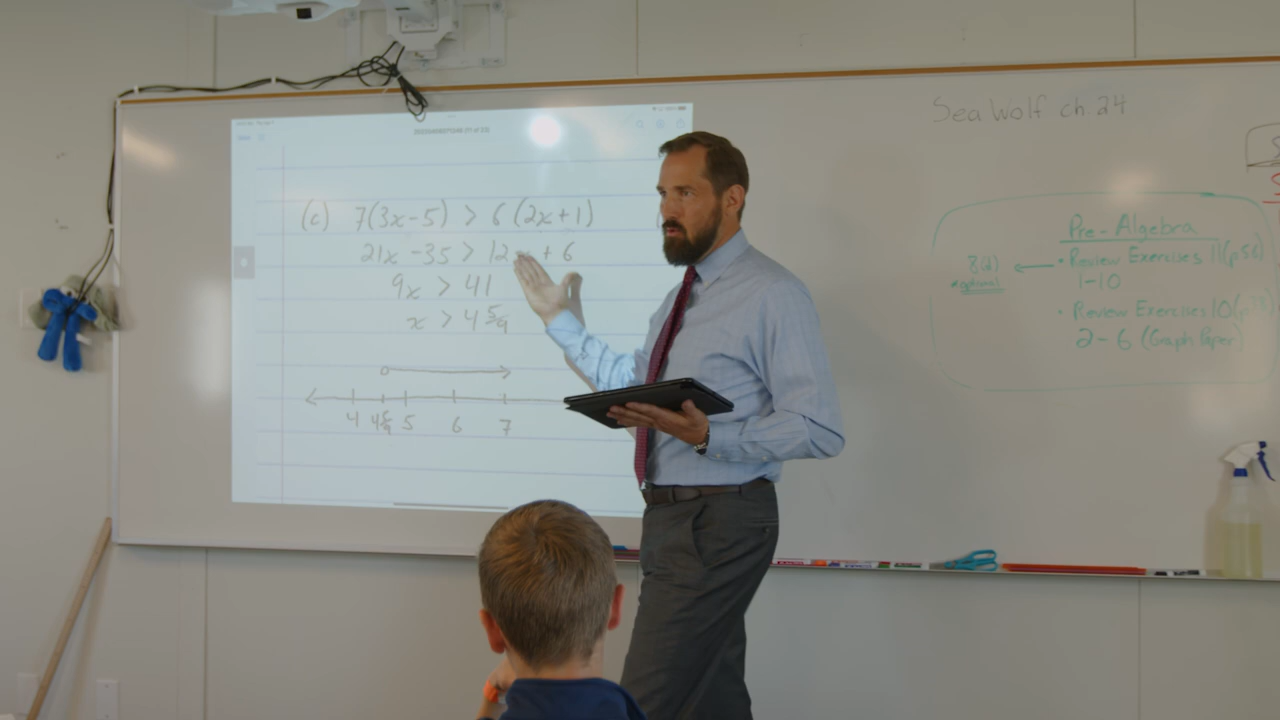 (c) 7(3x-5) > 6(2x+1)
21x - 35 > 12x + 6
9x > 41
x > 4 5/9
4 4 5/9 5 6 7
Sea Wolf ch. 24
Pre-Algebra
• Review Exercises 11
1-10
8(d)
*optional
• Review Exercises 10
2-6 (Graph Paper)